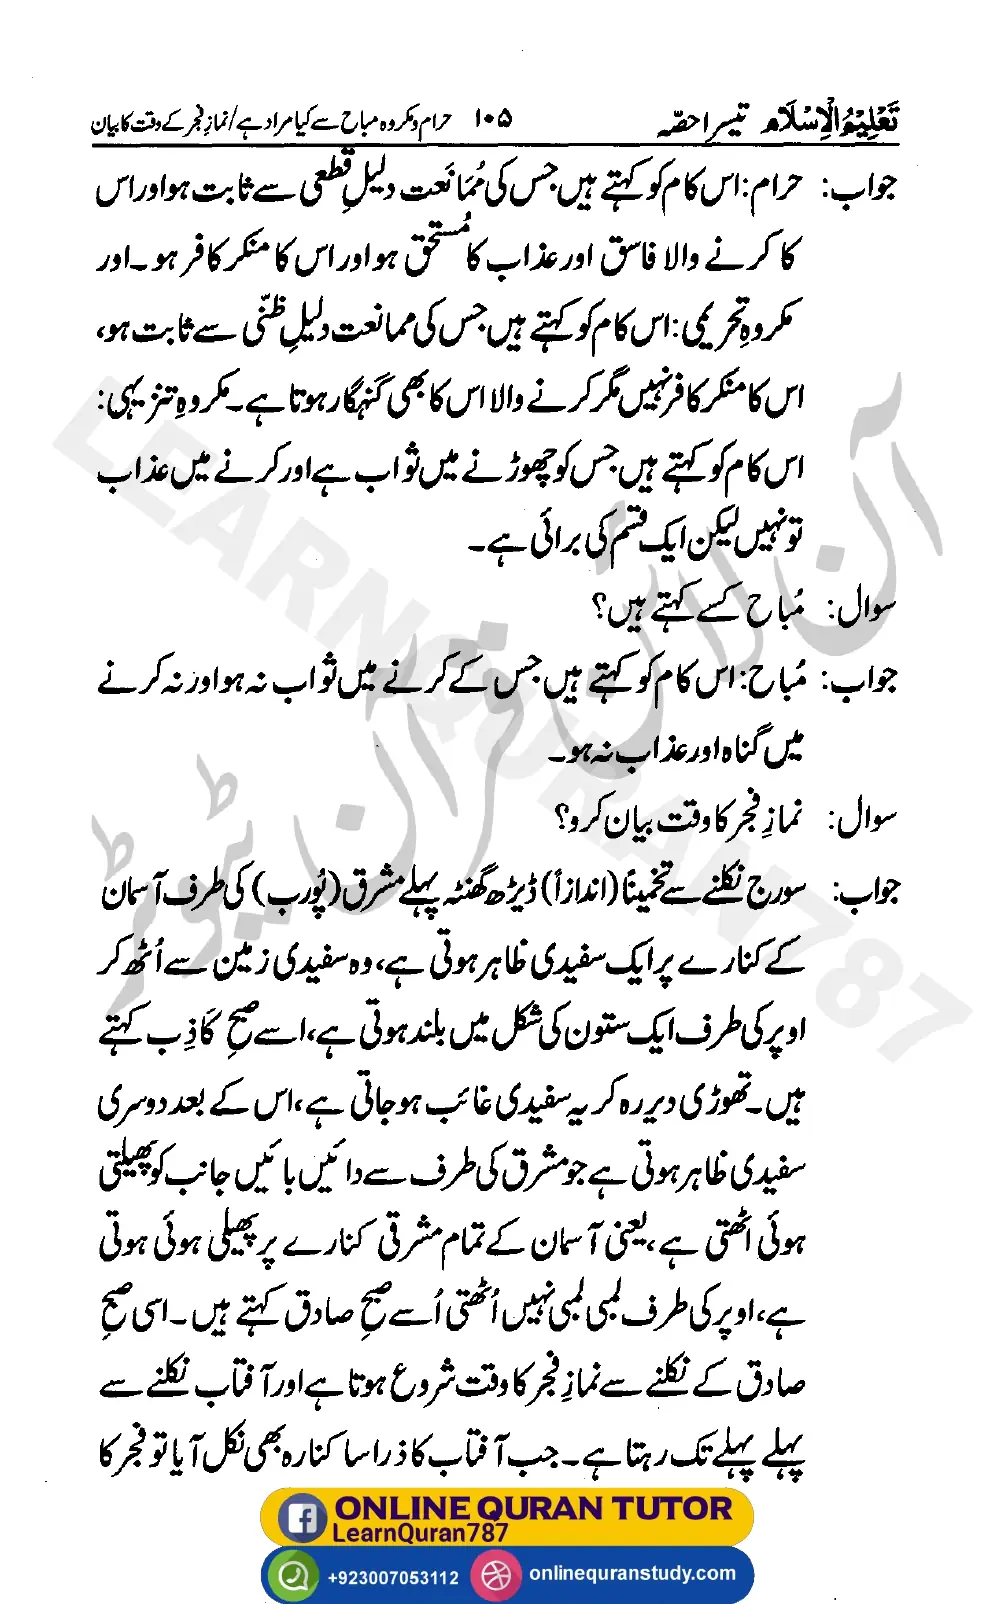 تَعْلِیْمُ الْاِسْلَام تیسرا حصّہ ۱۰۵ حرام و مکروہ مباح سے کیا مراد ہے/نمازِ فجر کے وقت کا بیان
جواب: حرام: اس کام کو کہتے ہیں جس کی مُمَانَعت دلیلِ قطعی سے ثابت ہو اور اس
کا کرنے والا فاسق اور عذاب کا مُستحق ہو اور اس کا منکر کافر ہو۔ اور
مکروہِ تحریمی: اس کام کو کہتے ہیں جس کی ممانعت دلیلِ ظنّی سے ثابت ہو،
اس کا منکر کافر نہیں مگر کرنے والا اس کا بھی گنہگار ہوتا ہے۔ مکروہِ تنزیہی:
اس کام کو کہتے ہیں جس کو چھوڑنے میں ثواب ہے اور کرنے میں عذاب
تو نہیں لیکن ایک قسم کی برائی ہے۔
سوال: مُباح کسے کہتے ہیں؟
جواب: مُباح: اس کام کو کہتے ہیں جس کے کرنے میں ثواب نہ ہو اور نہ کرنے
میں گناہ اور عذاب نہ ہو۔
سوال: نمازِ فجر کا وقت بیان کرو؟
جواب: سورج نکلنے سے تخمیناً (اندازاً) ڈیڑھ گھنٹہ پہلے مشرق (پُورب) کی طرف آسمان
کے کنارے پر ایک سفیدی ظاہر ہوتی ہے، وہ سفیدی زمین سے اُٹھ کر
اوپر کی طرف ایک ستون کی شکل میں بلند ہوتی ہے، اسے صبحِ کَاذِب کہتے
ہیں۔ تھوڑی دیر رہ کر یہ سفیدی غائب ہو جاتی ہے، اس کے بعد دوسری
سفیدی ظاہر ہوتی ہے جو مشرق کی طرف سے دائیں بائیں جانب کو پھیلتی
ہوئی اٹھتی ہے، یعنی آسمان کے تمام مشرقی کنارے پر پھیلی ہوئی ہوتی
ہے، اوپر کی طرف لمبی لمبی نہیں اُٹھتی اُسے صبحِ صادق کہتے ہیں۔ اسی صبحِ
صادق کے نکلنے سے نمازِ فجر کا وقت شروع ہوتا ہے اور آفتاب نکلنے سے
پہلے پہلے تک رہتا ہے۔ جب آفتاب کا ذرا سا کنارہ بھی نکل آیا تو فجر کا
LEARNQURAN787
آن لائن قرآن ٹیوٹر
ONLINE QURAN TUTOR
LearnQuran787
+923007053112
onlinequranstudy.com